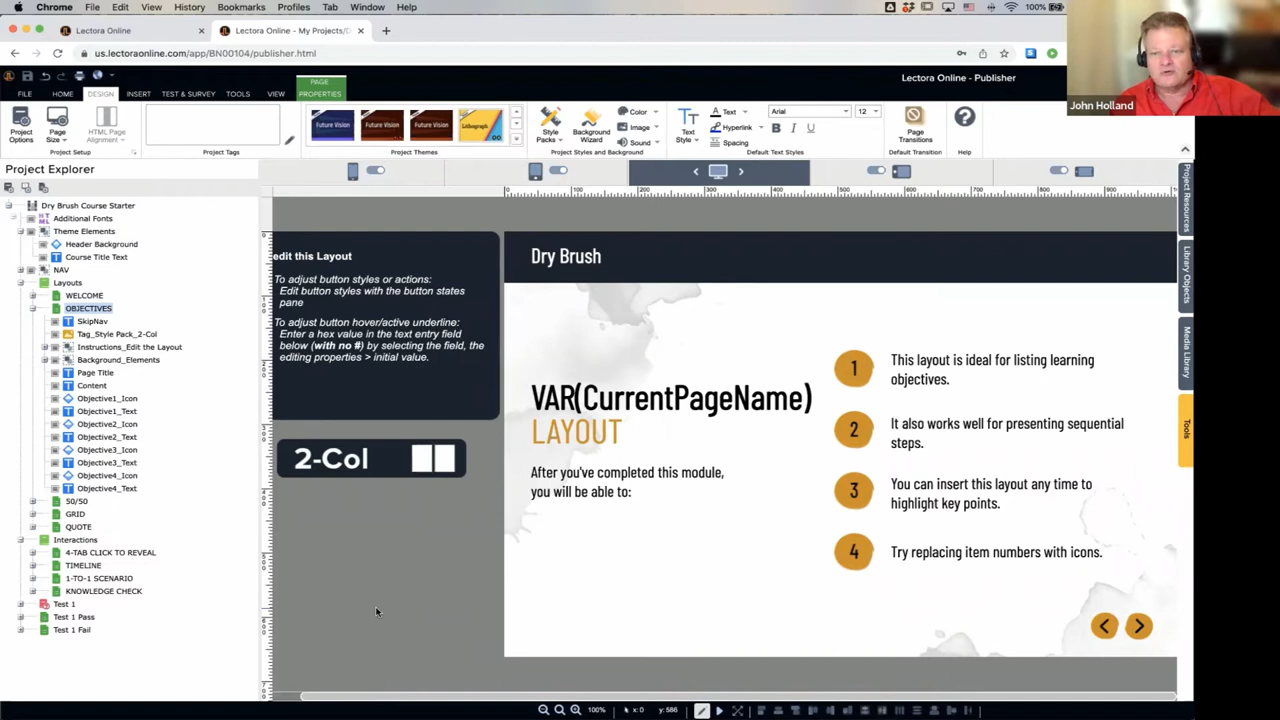 Chrome File Edit View History Bookmarks Profiles Tab Window Help 100%
Lectora Online
Lectora Online - My Projects/D
us.lectoraonline.com/app/BN00104/publisher.html
PAGE
FILE HOME DESIGN INSERT TEST & SURVEY TOOLS VIEW PROPERTIES
Lectora Online - Publisher
John Holland
Project Options
Page Size
HTML Page Alignment
Project Setup
Project Tags
Future Vision
Future Vision
Future Vision
Lithograph
Project Themes
Style Packs
Background Wizard
Color
Image
Sound
Project Styles and Background
Text Style
Text
Hyperlink
Spacing
Arial 12
B I U
Default Text Styles
Page Transitions
Default Transition
Help
Help
Project Explorer
Dry Brush Course Starter
Additional Fonts
Theme Elements
Header Background
Course Title Text
NAV
Layouts
WELCOME
OBJECTIVES
SkipNav
Tag_Style Pack_2-Col
Instructions_Edit the Layout
Background_Elements
Page Title
Content
Objective1_Icon
Objective1_Text
Objective2_Icon
Objective2_Text
Objective3_Icon
Objective3_Text
Objective4_Icon
Objective4_Text
50/50
GRID
QUOTE
Interactions
4-TAB CLICK TO REVEAL
TIMELINE
1-TO-1 SCENARIO
KNOWLEDGE CHECK
Test 1
Test 1 Pass
Test 1 Fail
0 100 200 300 400 500 600 700 800 900
edit this Layout
To adjust button styles or actions:
Edit button styles with the button states
pane
To adjust button hover/active underline:
Enter a hex value in the text entry field
below (with no #) by selecting the field, the
editing properties > initial value.
2-Col
Dry Brush
VAR(CurrentPageName)
LAYOUT
After you've completed this module,
you will be able to:
1 This layout is ideal for listing learning
objectives.
2 It also works well for presenting sequential
steps.
3 You can insert this layout any time to
highlight key points.
4 Try replacing item numbers with icons.
Project Resources
Library Objects
Media Library
Tools
100% x: 0 y: 586